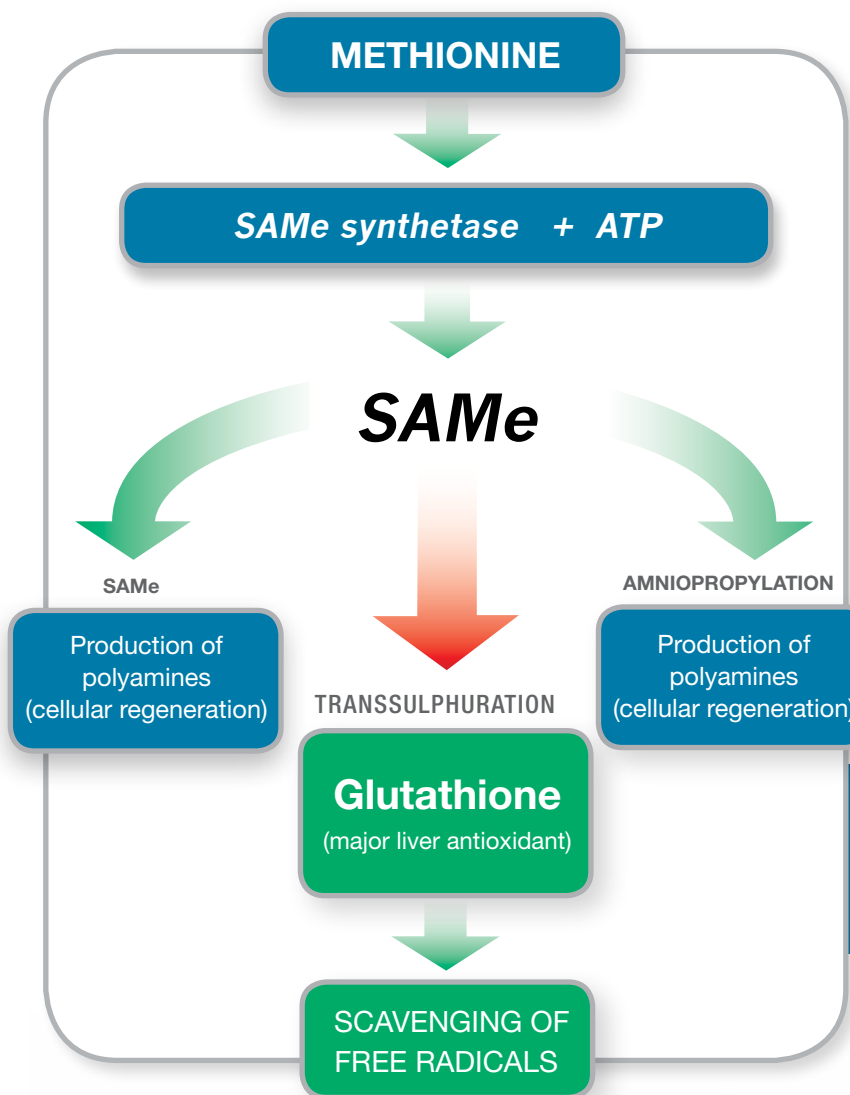 METHIONINE
SAMe synthetase + ATP
SAMe
SAMe
Production of
polyamines
(cellular regeneration)
TRANSSULPHURATION
Glutathione
(major liver antioxidant)
SCAVENGING OF
FREE RADICALS
AMNIOPROPYLATION
Production of
polyamines
(cellular regeneration)